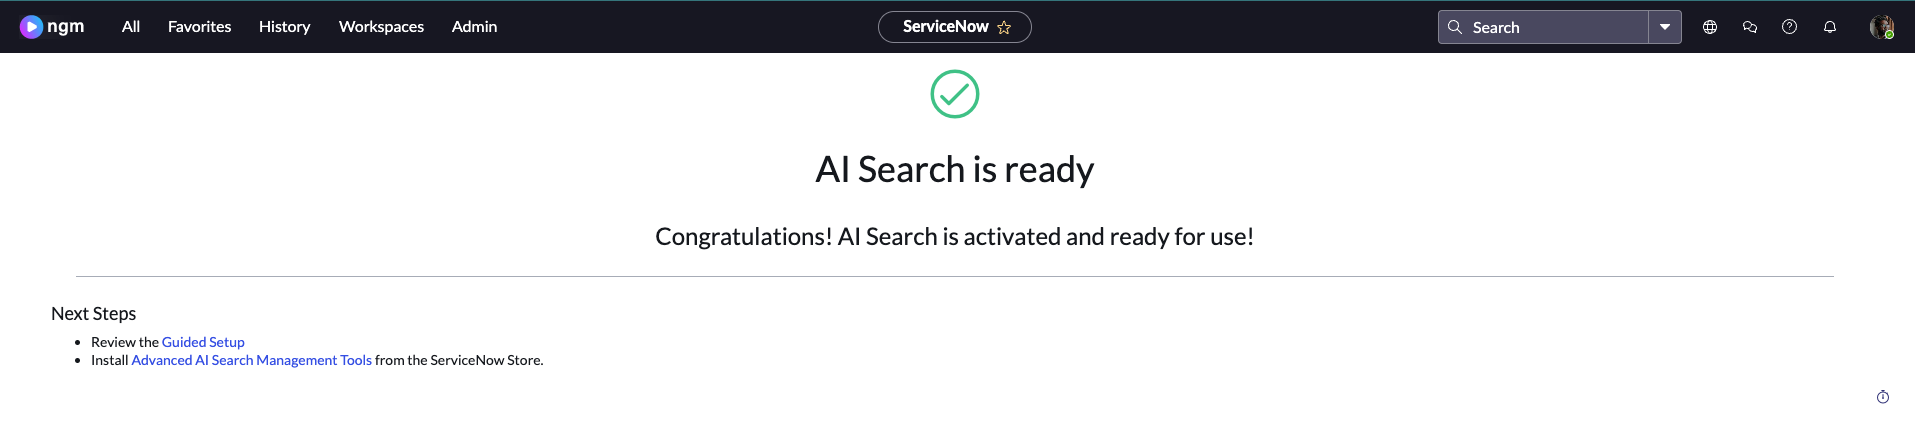 ngm All Favorites History Workspaces Admin ServiceNow Search
AI Search is ready
Congratulations! AI Search is activated and ready for use!
Next Steps
• Review the Guided Setup
• Install Advanced AI Search Management Tools from the ServiceNow Store.